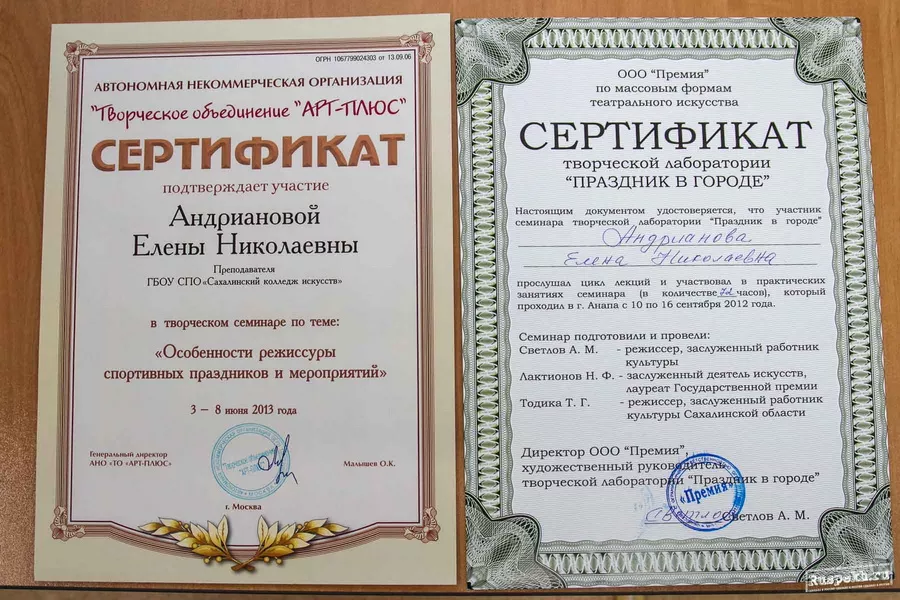 ОГРН 1067799024303 от 13.09.06
АВТОНОМНАЯ НЕКОММЕРЧЕСКАЯ ОРГАНИЗАЦИЯ
"Творческое объединение "АРТ-ПЛЮС"
СЕРТИФИКАТ
подтверждает участие
Андриановой
Елены Николаевны
Преподавателя
ГБОУ СПО «Сахалинский колледж искусств»
в творческом семинаре по теме:
«Особенности режиссуры
спортивных праздников и мероприятий»
3 – 8 июня 2013 года
Генеральный директор
АНО «ТО «АРТ-ПЛЮС»
Малышев О.К.
г. Москва
ООО "Премия"
по массовым формам
театрального искусства
СЕРТИФИКАТ
творческой лаборатории
"ПРАЗДНИК В ГОРОДЕ"
Настоящим документом удостоверяется, что участник
семинара творческой лаборатории "Праздник в городе"
Андрианова
Елена Николаевна
прослушал цикл лекций и участвовал в практических
занятиях семинара (в количестве 72 часов), который
проходил в г. Анапа с 10 по 16 сентября 2012 года.
Семинар подготовили и провели:
Светлов А. М. - режиссер, заслуженный работник
культуры
Лактионов Н. Ф. - заслуженный деятель искусств,
лауреат Государственной премии
Тодика Т. Г. - режиссер, заслуженный работник
культуры Сахалинской области
Директор ООО "Премия",
художественный руководитель
творческой лаборатории "Праздник в городе"
«Премия»
Светлов А. М.
Ruspeka.ru